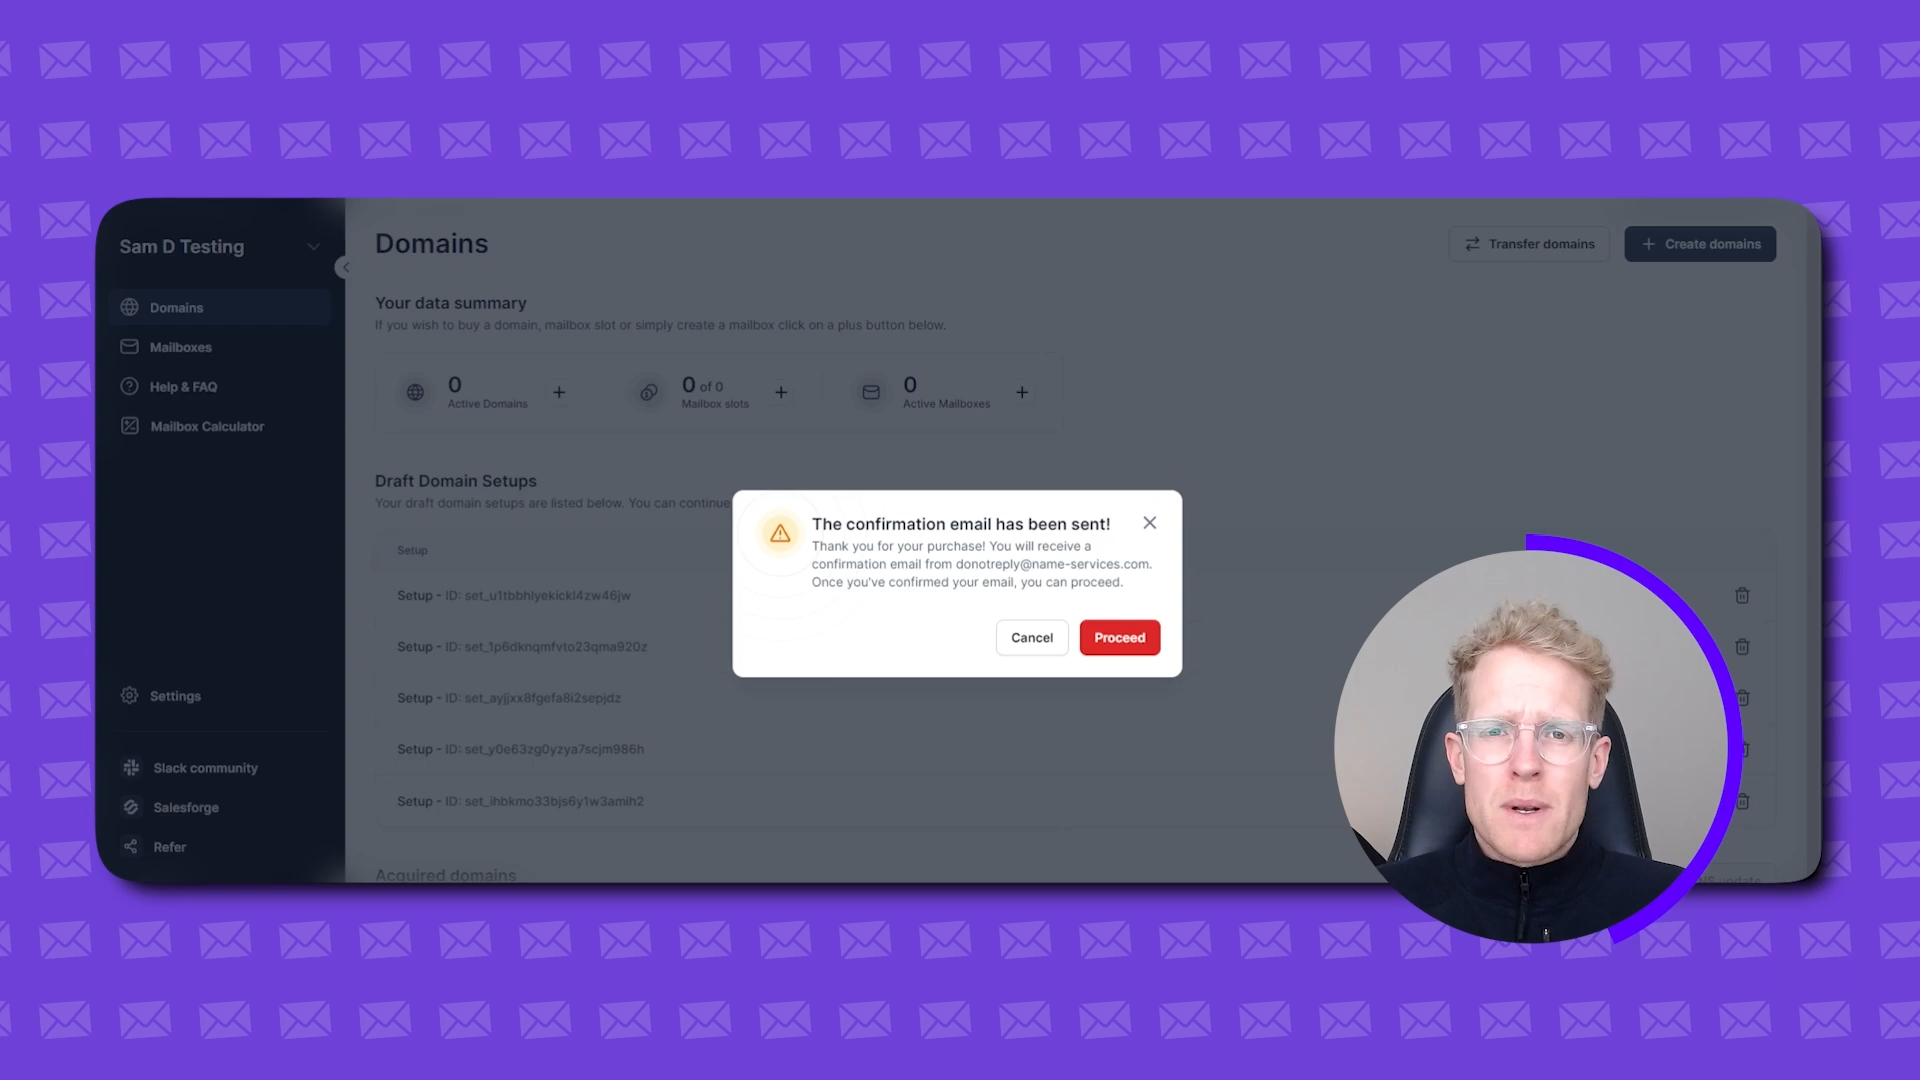 Sam D Testing
Domains
Mailboxes
Help & FAQ
Mailbox Calculator
Settings
Slack community
Salesforge
Refer
Domains
Transfer domains
Create domains
Your data summary
If you wish to buy a domain, mailbox slot or simply create a mailbox click on a plus button below.
0
Active Domains
0 of 0
Mailbox slots
0
Active Mailboxes
Draft Domain Setups
Your draft domain setups are listed below. You can continue
Setup
Setup - ID: set_u1tbbhlyekickl4zw46jw
Setup - ID: set_1p6dknqmfvto23qma920z
Setup - ID: set_ayjjxx8fgefa8i2sepjdz
Setup - ID: set_y0e63zg0yzya7scjm986h
Setup - ID: set_ihbkmo33bjs6y1w3amih2
Acquired domains
update
The confirmation email has been sent!
Thank you for your purchase! You will receive a
confirmation email from donotreply@name-services.com.
Once you've confirmed your email, you can proceed.
Cancel
Proceed